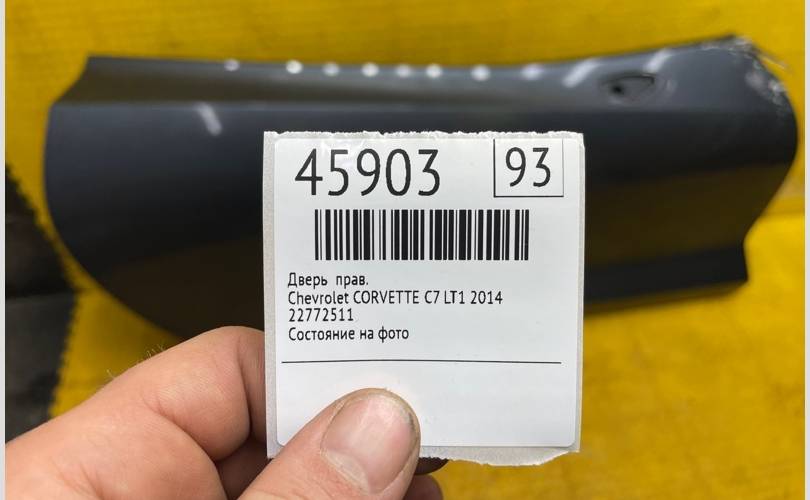 45903 93
Дверь прав.
Chevrolet CORVETTE C7 LT1 2014
22772511
Состояние на фото